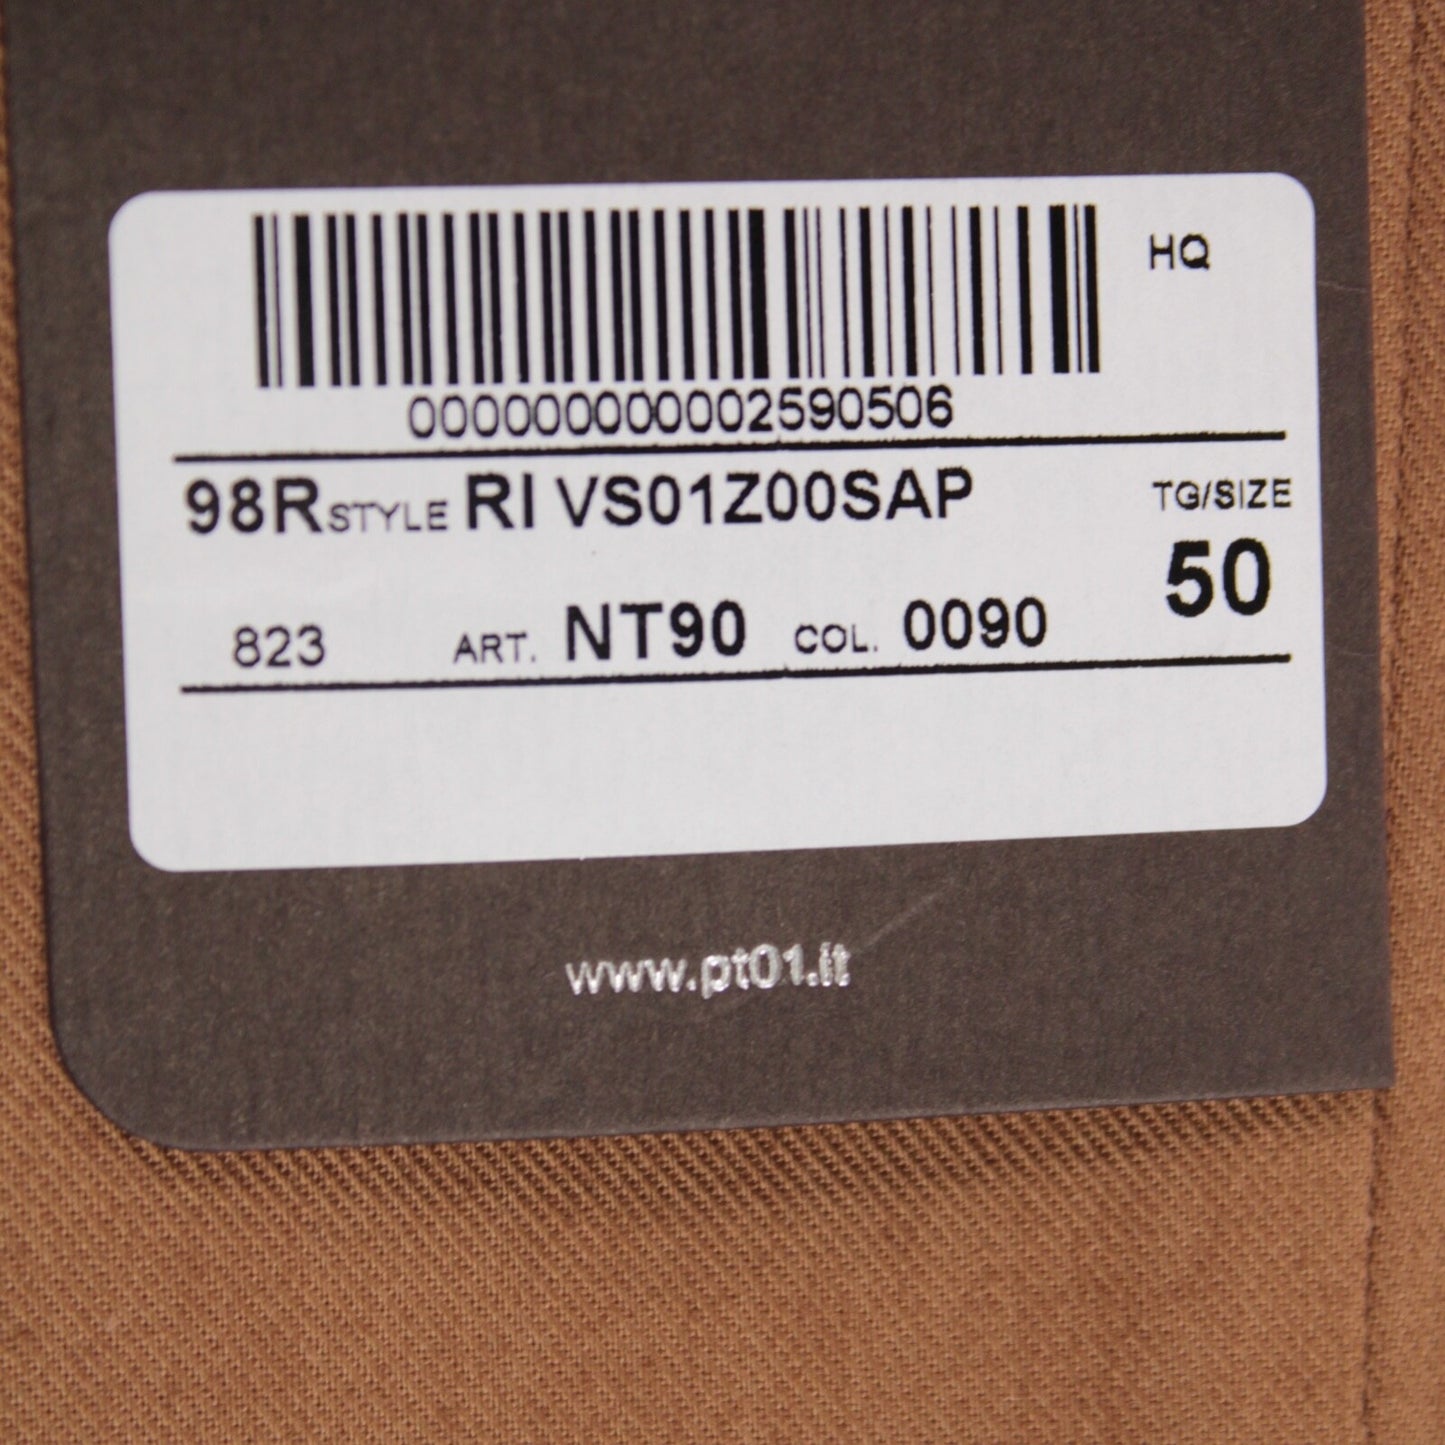 HQ
000000000002590506
98R STYLE RI VS01Z00SAP TG/SIZE
50
823 ART. NT90 COL. 0090
www.pt01.it